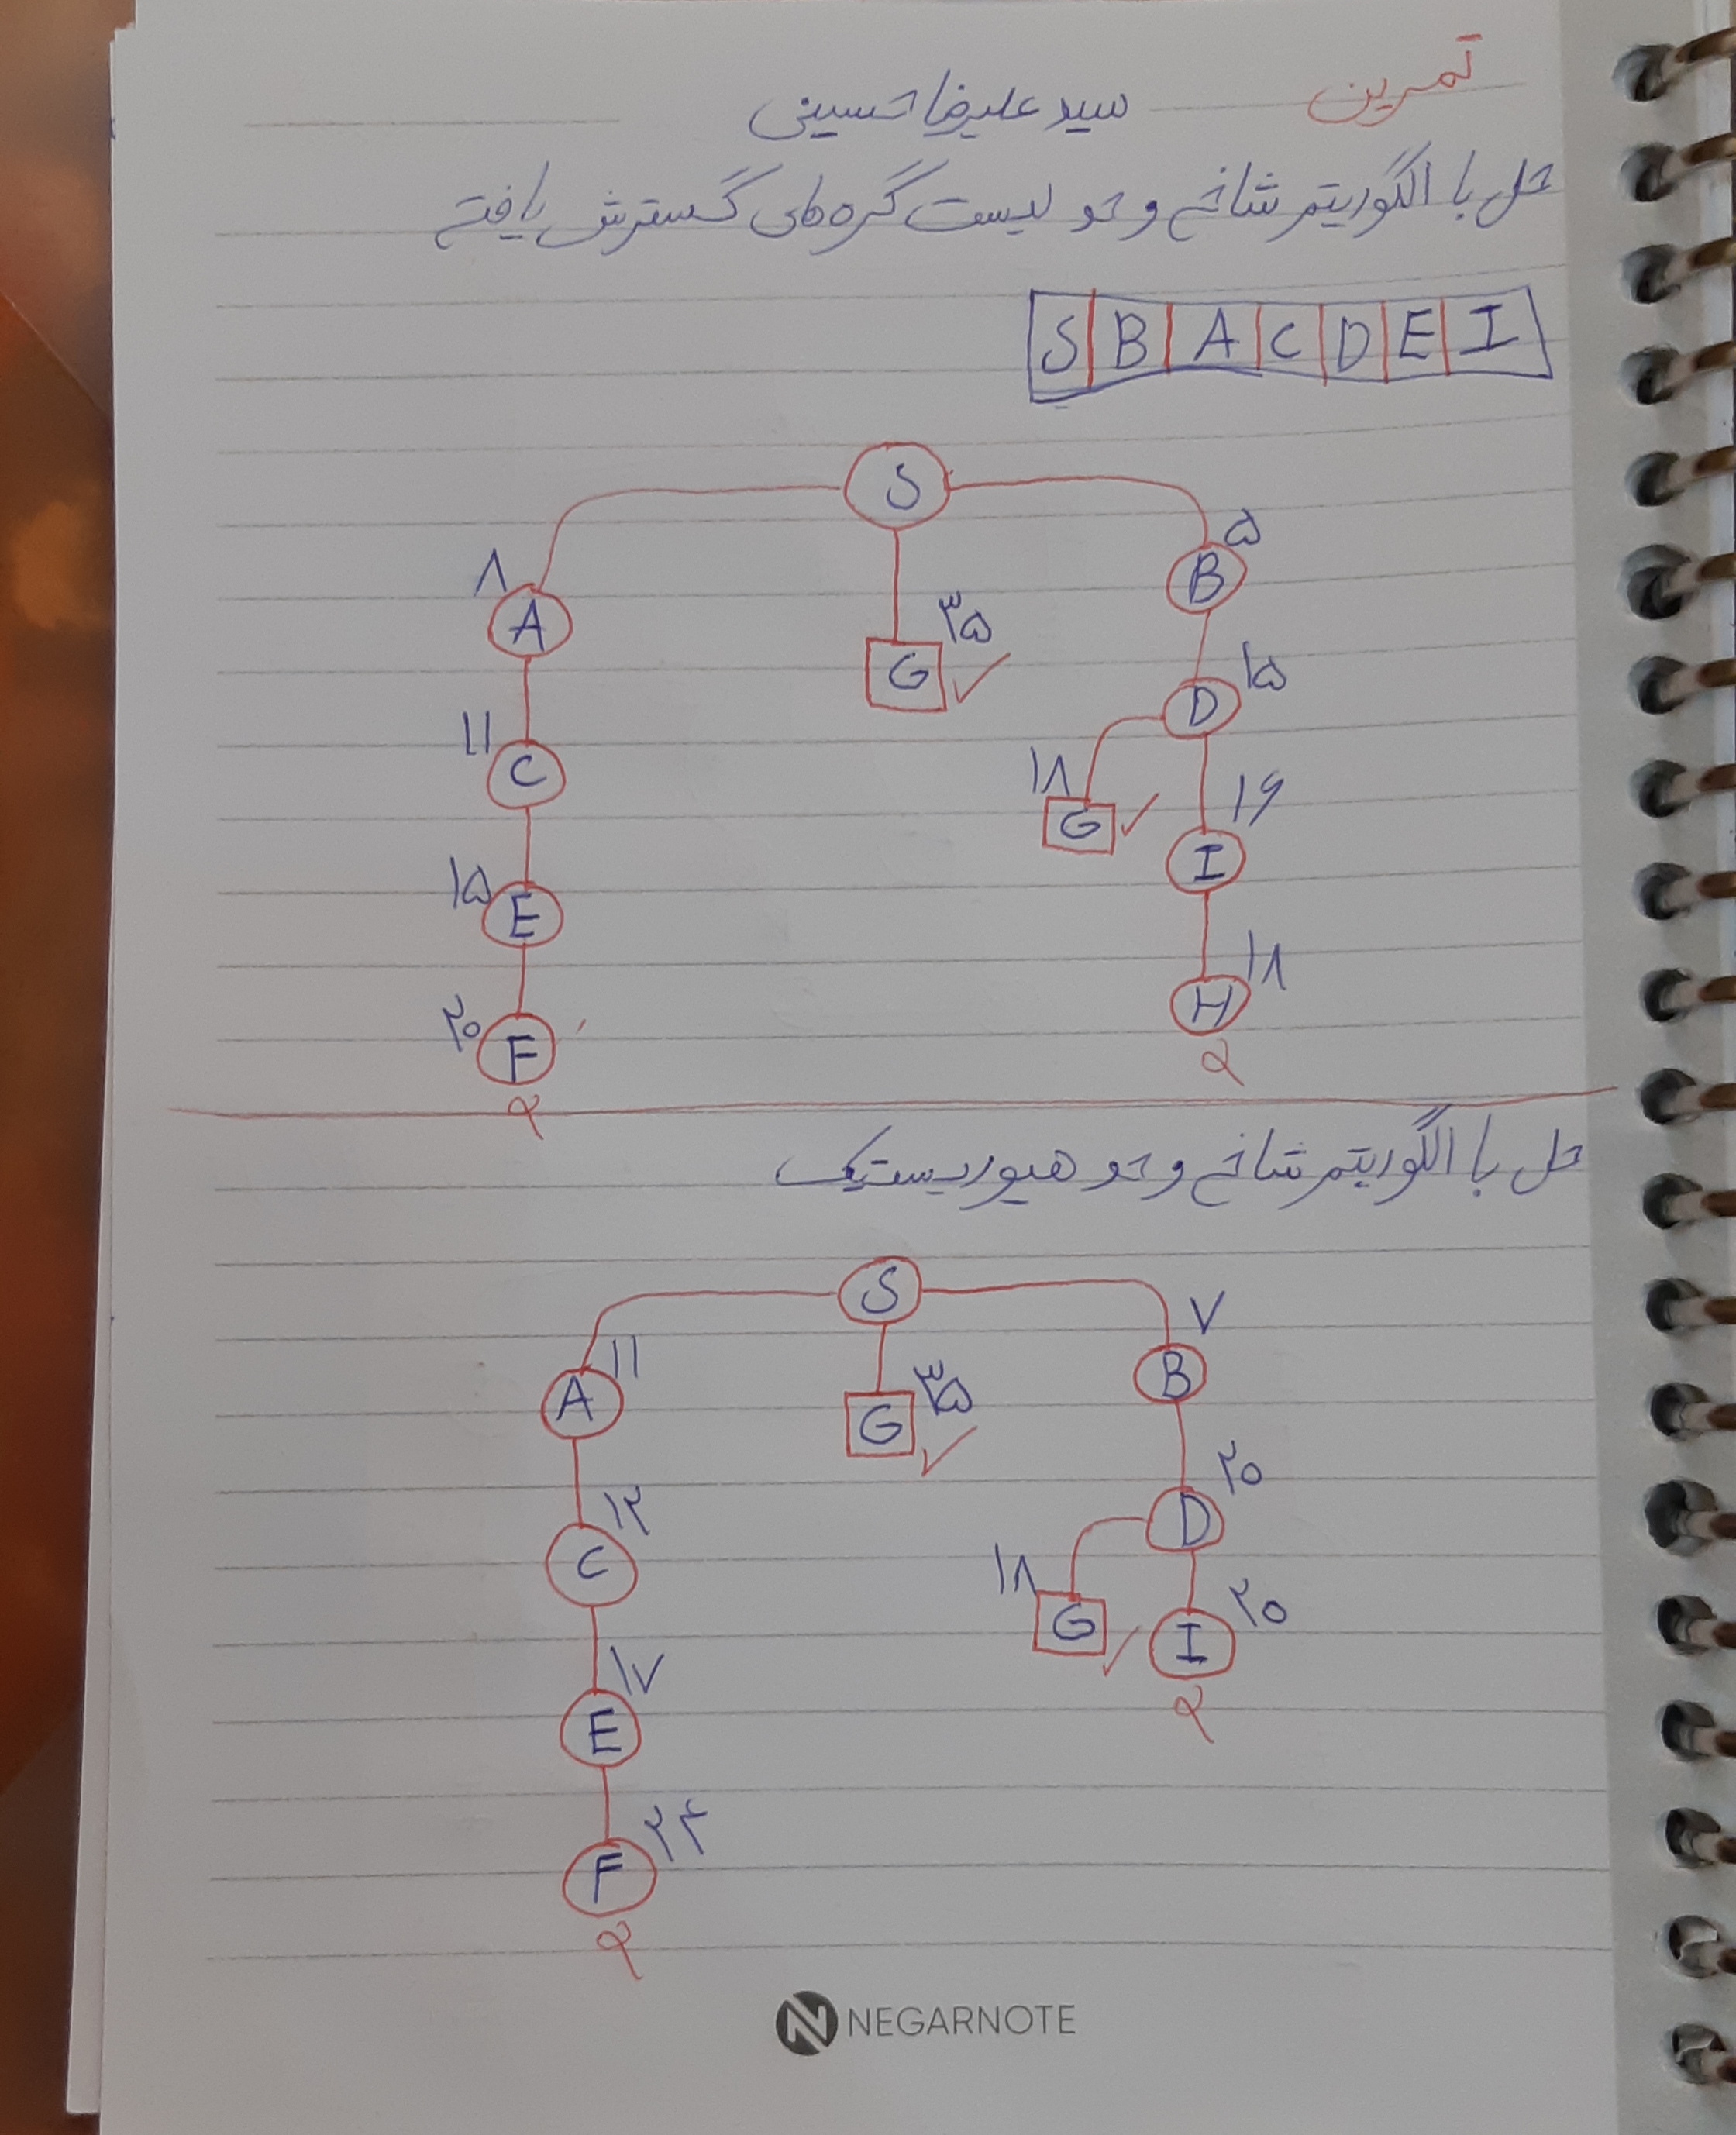 تمرین
سید علیرضا حسینی
حل با الگوریتم شاخه و حد و لیست گره های گسترش یافته
S B A C D E I
S
۸ A
۵ B
G ۳۵
۱۱ C
D ۱۵
۱۸ G
۱۶ I
۱۵ E
۱۸ H
۲۰ F
حل با الگوریتم شاخه و حد و هیوریستیک
S
A ۱۱
G ۳۵
B ۷
C ۱۲
D ۲۰
۱۸ G
I ۲۰
E ۱۷
F ۲۴
NEGARNOTE